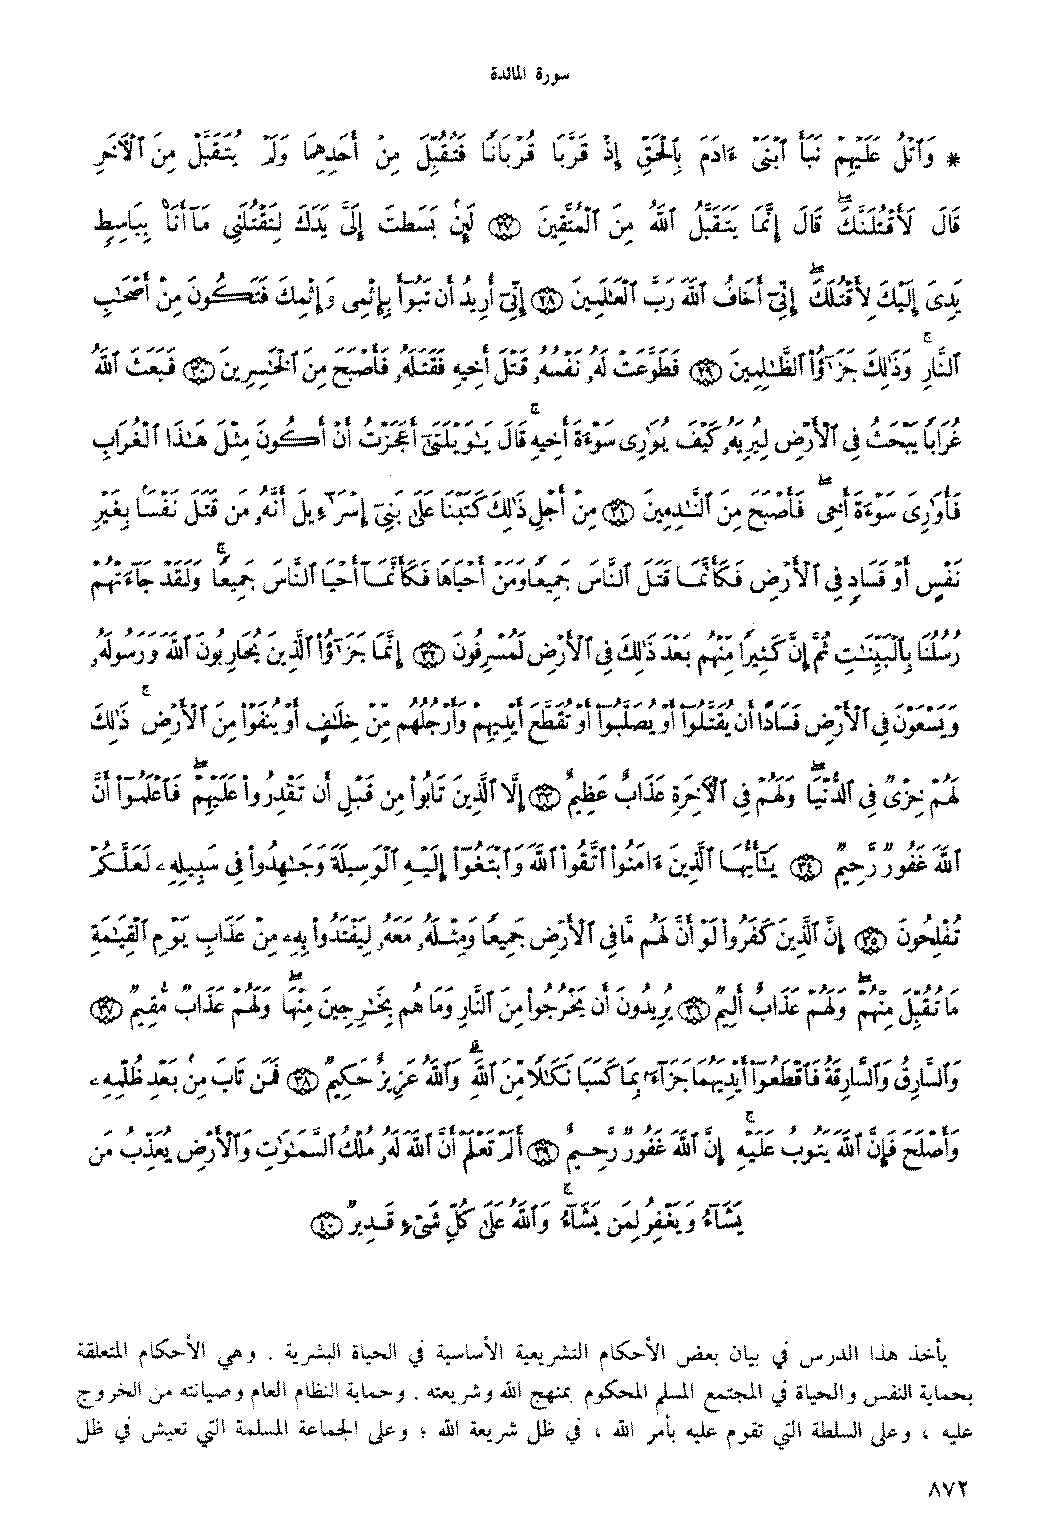 سورة المائدة
* وَٱتْلُ عَلَيْهِمْ نَبَأَ ٱبْنَىْ ءَادَمَ بِٱلْحَقِّ إِذْ قَرَّبَا قُرْبَانًا فَتُقُبِّلَ مِنْ أَحَدِهِمَا وَلَمْ يُتَقَبَّلْ مِنَ ٱلْأَخَرِ
قَالَ لَأَقْتُلَنَّكَ ۖ قَالَ إِنَّمَا يَتَقَبَّلُ ٱللَّهُ مِنَ ٱلْمُتَّقِينَ ﴿٢٧﴾ لَئِنۢ بَسَطتَ إِلَىَّ يَدَكَ لِتَقْتُلَنِى مَآ أَنَا۠ بِبَاسِطٍ
يَدِىَ إِلَيْكَ لِأَقْتُلَكَ ۖ إِنِّىٓ أَخَافُ ٱللَّهَ رَبَّ ٱلْعَٰلَمِينَ ﴿٢٨﴾ إِنِّىٓ أُرِيدُ أَن تَبُوٓأَ بِإِثْمِى وَإِثْمِكَ فَتَكُونَ مِنْ أَصْحَٰبِ
ٱلنَّارِ ۚ وَذَٰلِكَ جَزَٰٓؤُا۟ ٱلظَّٰلِمِينَ ﴿٢٩﴾ فَطَوَّعَتْ لَهُۥ نَفْسُهُۥ قَتْلَ أَخِيهِ فَقَتَلَهُۥ فَأَصْبَحَ مِنَ ٱلْخَٰسِرِينَ ﴿٣٠﴾ فَبَعَثَ ٱللَّهُ
غُرَابًا يَبْحَثُ فِى ٱلْأَرْضِ لِيُرِيَهُۥ كَيْفَ يُوَٰرِى سَوْءَةَ أَخِيهِ ۚ قَالَ يَٰوَيْلَتَىٰٓ أَعَجَزْتُ أَنْ أَكُونَ مِثْلَ هَٰذَا ٱلْغُرَابِ
فَأُوَٰرِىَ سَوْءَةَ أَخِى ۖ فَأَصْبَحَ مِنَ ٱلنَّٰدِمِينَ ﴿٣١﴾ مِنْ أَجْلِ ذَٰلِكَ كَتَبْنَا عَلَىٰ بَنِىٓ إِسْرَٰٓءِيلَ أَنَّهُۥ مَن قَتَلَ نَفْسًۢا بِغَيْرِ
نَفْسٍ أَوْ فَسَادٍ فِى ٱلْأَرْضِ فَكَأَنَّمَا قَتَلَ ٱلنَّاسَ جَمِيعًا وَمَنْ أَحْيَاهَا فَكَأَنَّمَآ أَحْيَا ٱلنَّاسَ جَمِيعًا ۚ وَلَقَدْ جَآءَتْهُمْ
رُسُلُنَا بِٱلْبَيِّنَٰتِ ثُمَّ إِنَّ كَثِيرًا مِّنْهُم بَعْدَ ذَٰلِكَ فِى ٱلْأَرْضِ لَمُسْرِفُونَ ﴿٣٢﴾ إِنَّمَا جَزَٰٓؤُا۟ ٱلَّذِينَ يُحَارِبُونَ ٱللَّهَ وَرَسُولَهُۥ
وَيَسْعَوْنَ فِى ٱلْأَرْضِ فَسَادًا أَن يُقَتَّلُوٓا۟ أَوْ يُصَلَّبُوٓا۟ أَوْ تُقَطَّعَ أَيْدِيهِمْ وَأَرْجُلُهُم مِّنْ خِلَٰفٍ أَوْ يُنفَوْا۟ مِنَ ٱلْأَرْضِ ۚ ذَٰلِكَ
لَهُمْ خِزْىٌ فِى ٱلدُّنْيَا ۖ وَلَهُمْ فِى ٱلْأَخِرَةِ عَذَابٌ عَظِيمٌ ﴿٣٣﴾ إِلَّا ٱلَّذِينَ تَابُوا۟ مِن قَبْلِ أَن تَقْدِرُوا۟ عَلَيْهِمْ ۖ فَٱعْلَمُوٓا۟ أَنَّ
ٱللَّهَ غَفُورٌ رَّحِيمٌ ﴿٣٤﴾ يَٰٓأَيُّهَا ٱلَّذِينَ ءَامَنُوا۟ ٱتَّقُوا۟ ٱللَّهَ وَٱبْتَغُوٓا۟ إِلَيْهِ ٱلْوَسِيلَةَ وَجَٰهِدُوا۟ فِى سَبِيلِهِۦ لَعَلَّكُمْ
تُفْلِحُونَ ﴿٣٥﴾ إِنَّ ٱلَّذِينَ كَفَرُوا۟ لَوْ أَنَّ لَهُم مَّا فِى ٱلْأَرْضِ جَمِيعًا وَمِثْلَهُۥ مَعَهُۥ لِيَفْتَدُوا۟ بِهِۦ مِنْ عَذَابِ يَوْمِ ٱلْقِيَٰمَةِ
مَا تُقُبِّلَ مِنْهُمْ ۖ وَلَهُمْ عَذَابٌ أَلِيمٌ ﴿٣٦﴾ يُرِيدُونَ أَن يَخْرُجُوا۟ مِنَ ٱلنَّارِ وَمَا هُم بِخَٰرِجِينَ مِنْهَا ۖ وَلَهُمْ عَذَابٌ مُّقِيمٌ ﴿٣٧﴾
وَٱلسَّارِقُ وَٱلسَّارِقَةُ فَٱقْطَعُوٓا۟ أَيْدِيَهُمَا جَزَآءًۢ بِمَا كَسَبَا نَكَٰلًا مِّنَ ٱللَّهِ ۗ وَٱللَّهُ عَزِيزٌ حَكِيمٌ ﴿٣٨﴾ فَمَن تَابَ مِنۢ بَعْدِ ظُلْمِهِۦ
وَأَصْلَحَ فَإِنَّ ٱللَّهَ يَتُوبُ عَلَيْهِ ۚ إِنَّ ٱللَّهَ غَفُورٌ رَّحِيمٌ ﴿٣٩﴾ أَلَمْ تَعْلَمْ أَنَّ ٱللَّهَ لَهُۥ مُلْكُ ٱلسَّمَٰوَٰتِ وَٱلْأَرْضِ يُعَذِّبُ مَن
يَشَآءُ وَيَغْفِرُ لِمَن يَشَآءُ ۗ وَٱللَّهُ عَلَىٰ كُلِّ شَىْءٍ قَدِيرٌ ﴿٤٠﴾
يأخذ هذا الدرس في بيان بعض الأحكام التشريعية الأساسية في الحياة البشرية . وهي الأحكام المتعلقة
بحماية النفس والحياة في المجتمع المسلم المحكوم بمنهج الله وشريعته . وحماية النظام العام وصيانته من الخروج
عليه ، وعلى السلطة التي تقوم عليه بأمر الله ، في ظل شريعة الله ؛ وعلى الجماعة المسلمة التي تعيش في ظل
٨٧٢